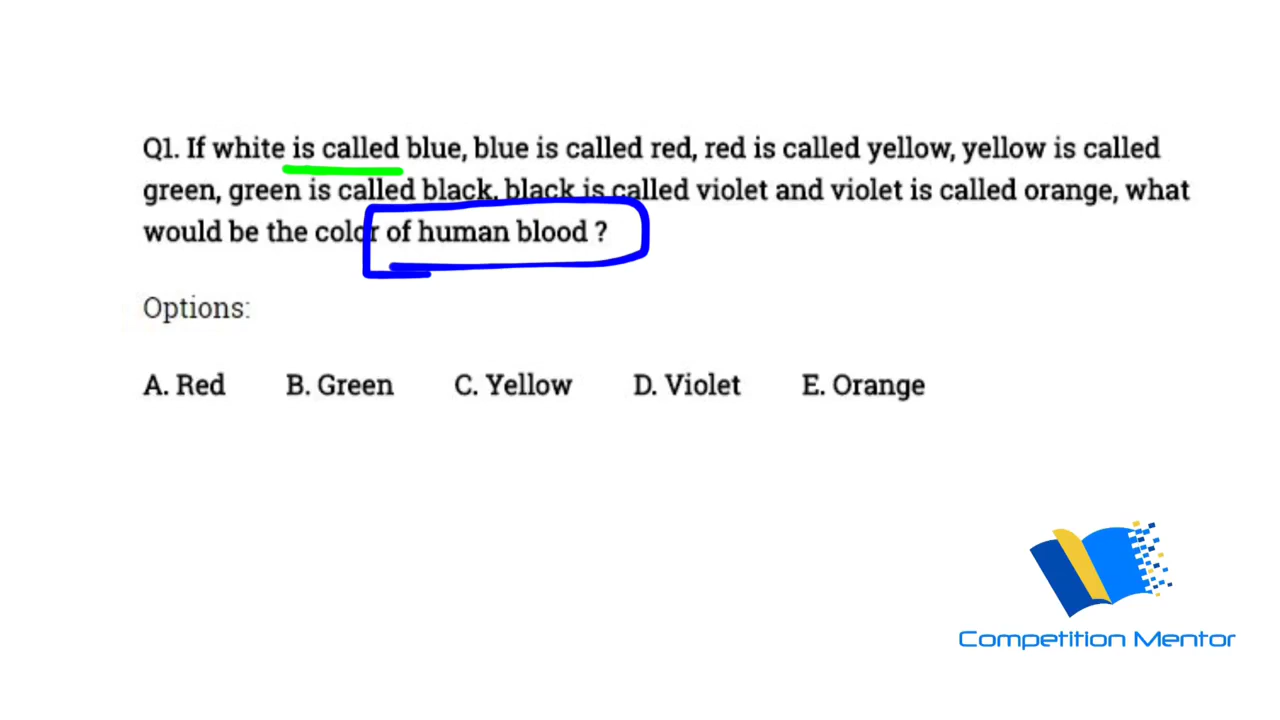 Q1. If white is called blue, blue is called red, red is called yellow, yellow is called
green, green is called black, black is called violet and violet is called orange, what
would be the color of human blood ?
Options:
A. Red B. Green C. Yellow D. Violet E. Orange
Competition Mentor